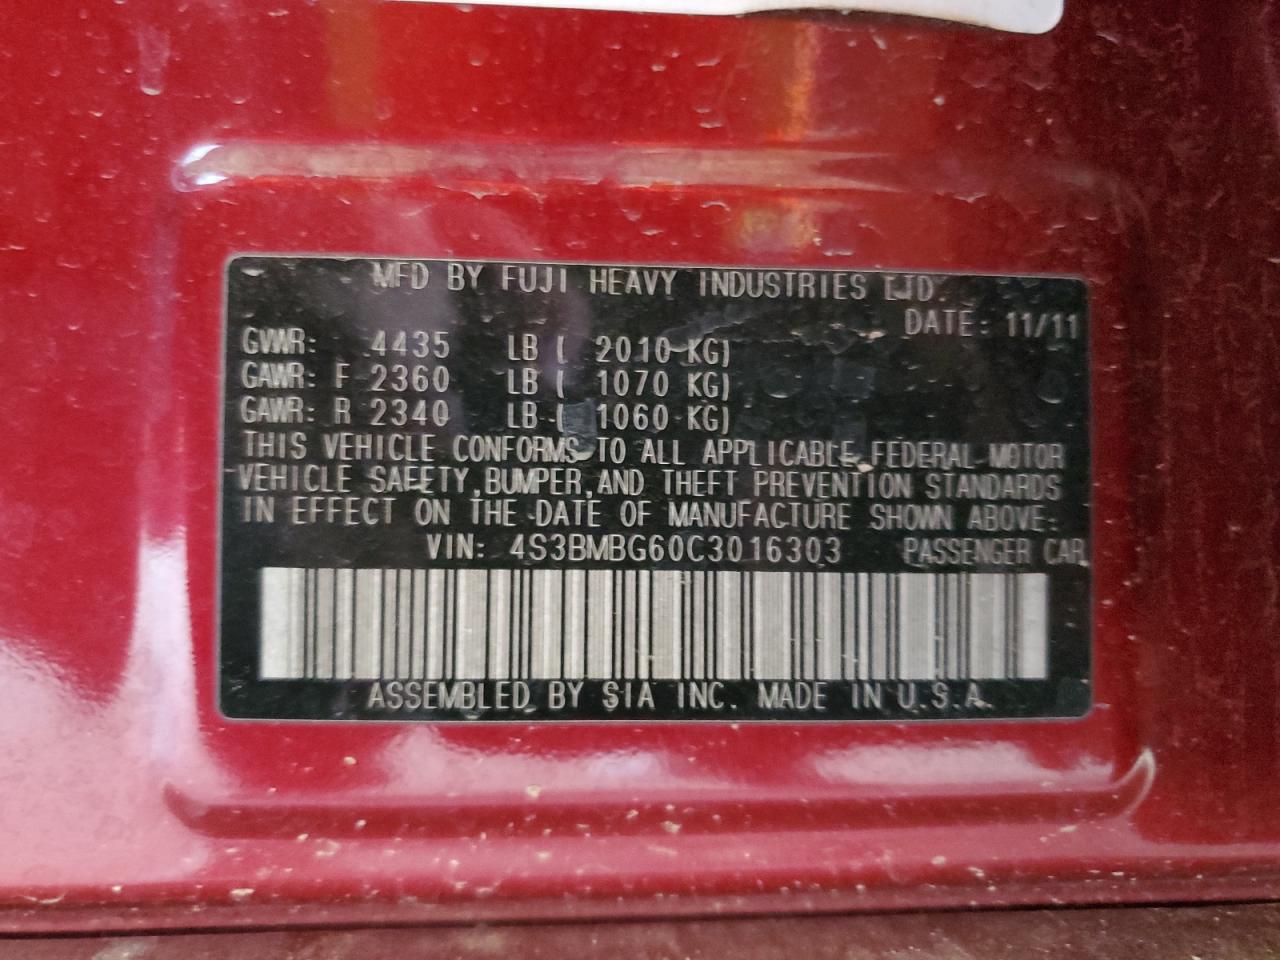 MFD BY FUJI HEAVY INDUSTRIES LTD.
DATE: 11/11
GVWR: 4435 LB ( 2010 KG)
GAWR: F 2360 LB ( 1070 KG)
GAWR: R 2340 LB ( 1060 KG)
THIS VEHICLE CONFORMS TO ALL APPLICABLE FEDERAL MOTOR
VEHICLE SAFETY,BUMPER,AND THEFT PREVENTION STANDARDS
IN EFFECT ON THE DATE OF MANUFACTURE SHOWN ABOVE:
VIN: 4S3BMBG60C3016303 PASSENGER CAR
ASSEMBLED BY SIA INC. MADE IN U.S.A.